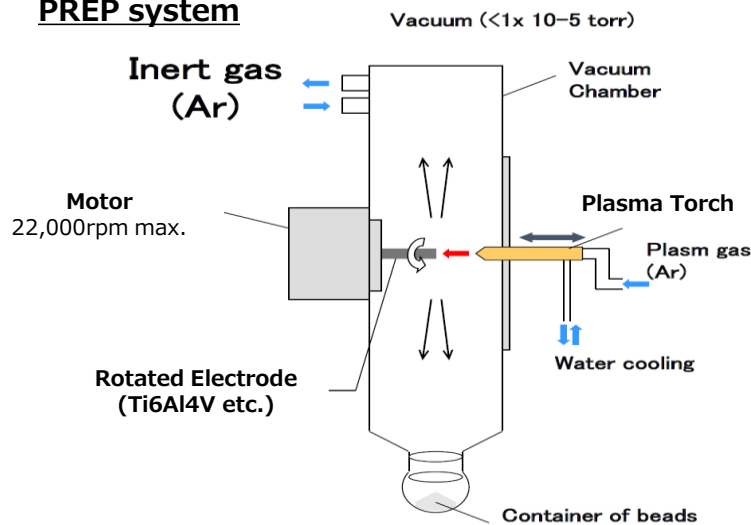 PREP system
Vacuum (<1x 10-5 torr)
Inert gas
(Ar)
Vacuum
Chamber
Motor
22,000rpm max.
Plasma Torch
Plasm gas
(Ar)
Water cooling
Rotated Electrode
(Ti6Al4V etc.)
Container of beads